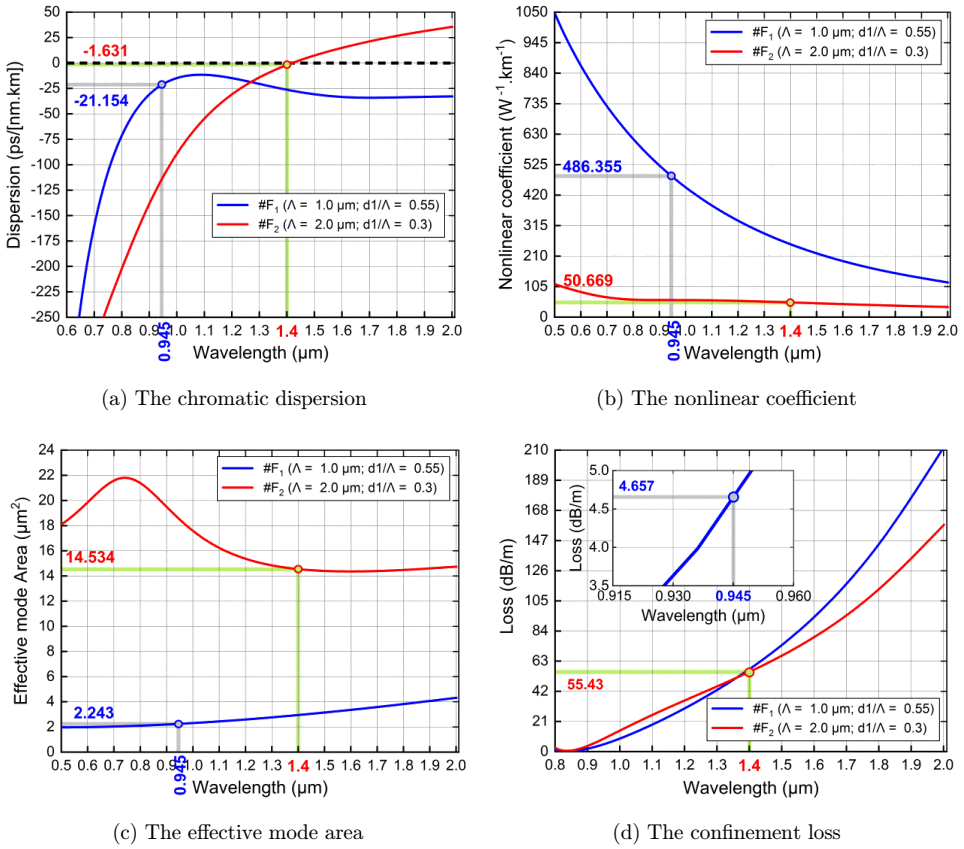 50
25
0
-25
-50
-75
-100
-125
-150
-175
-200
-225
-250
Dispersion (ps/[nm.km])
-1.631
-21.154
#F1 (Λ = 1.0 µm; d1/Λ = 0.55)
#F2 (Λ = 2.0 µm; d1/Λ = 0.3)
0.6 0.7 0.8 0.9 1.0 1.1 1.2 1.3 1.4 1.5 1.6 1.7 1.8 1.9 2.0
0.945
Wavelength (µm)
(a) The chromatic dispersion
1050
945
840
735
630
525
420
315
210
105
0
Nonlinear coefficient (W-1.km-1)
#F1 (Λ = 1.0 µm; d1/Λ = 0.55)
#F2 (Λ = 2.0 µm; d1/Λ = 0.3)
486.355
50.669
0.5 0.6 0.7 0.8 0.9 1.0 1.1 1.2 1.3 1.4 1.5 1.6 1.7 1.8 1.9 2.0
0.945
Wavelength (µm)
(b) The nonlinear coefficient
24
22
20
18
16
14
12
10
8
6
4
2
0
Effective mode Area (µm2)
#F1 (Λ = 1.0 µm; d1/Λ = 0.55)
#F2 (Λ = 2.0 µm; d1/Λ = 0.3)
14.534
2.243
0.5 0.6 0.7 0.8 0.9 1.0 1.1 1.2 1.3 1.4 1.5 1.6 1.7 1.8 1.9 2.0
0.945
Wavelength (µm)
(c) The effective mode area
210
189
168
147
126
105
84
63
42
21
0
Loss (dB/m)
5.0
4.5
4.0
3.5
Loss (dB/m)
4.657
0.915 0.930 0.945 0.960
Wavelength (µm)
55.43
#F1 (Λ = 1.0 µm; d1/Λ = 0.55)
#F2 (Λ = 2.0 µm; d1/Λ = 0.3)
0.8 0.9 1.0 1.1 1.2 1.3 1.4 1.5 1.6 1.7 1.8 1.9 2.0
Wavelength (µm)
(d) The confinement loss